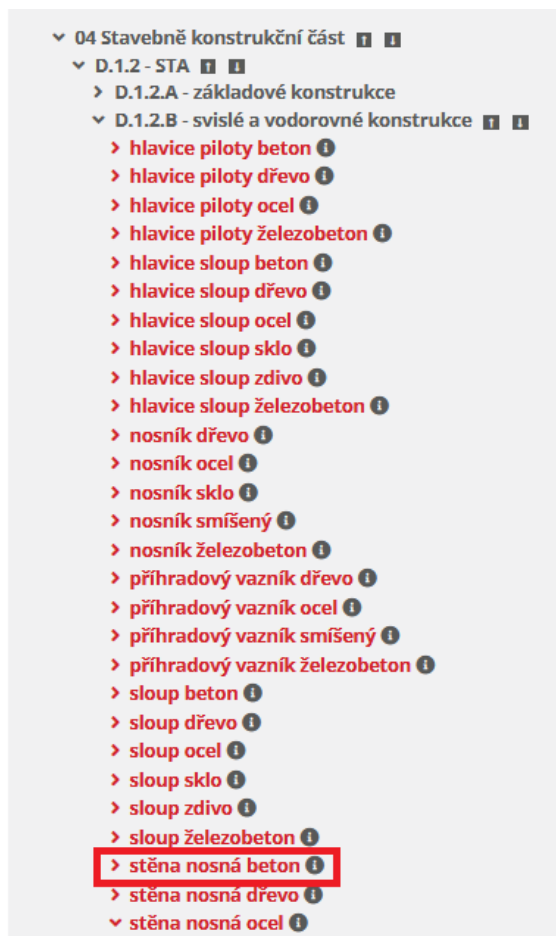 04 Stavebně konstrukční část
D.1.2 - STA
D.1.2.A - základové konstrukce
D.1.2.B - svislé a vodorovné konstrukce
hlavice piloty beton
hlavice piloty dřevo
hlavice piloty ocel
hlavice piloty železobeton
hlavice sloup beton
hlavice sloup dřevo
hlavice sloup ocel
hlavice sloup sklo
hlavice sloup zdivo
hlavice sloup železobeton
nosník dřevo
nosník ocel
nosník sklo
nosník smíšený
nosník železobeton
příhradový vazník dřevo
příhradový vazník ocel
příhradový vazník smíšený
příhradový vazník železobeton
sloup beton
sloup dřevo
sloup ocel
sloup sklo
sloup zdivo
sloup železobeton
stěna nosná beton
stěna nosná dřevo
stěna nosná ocel